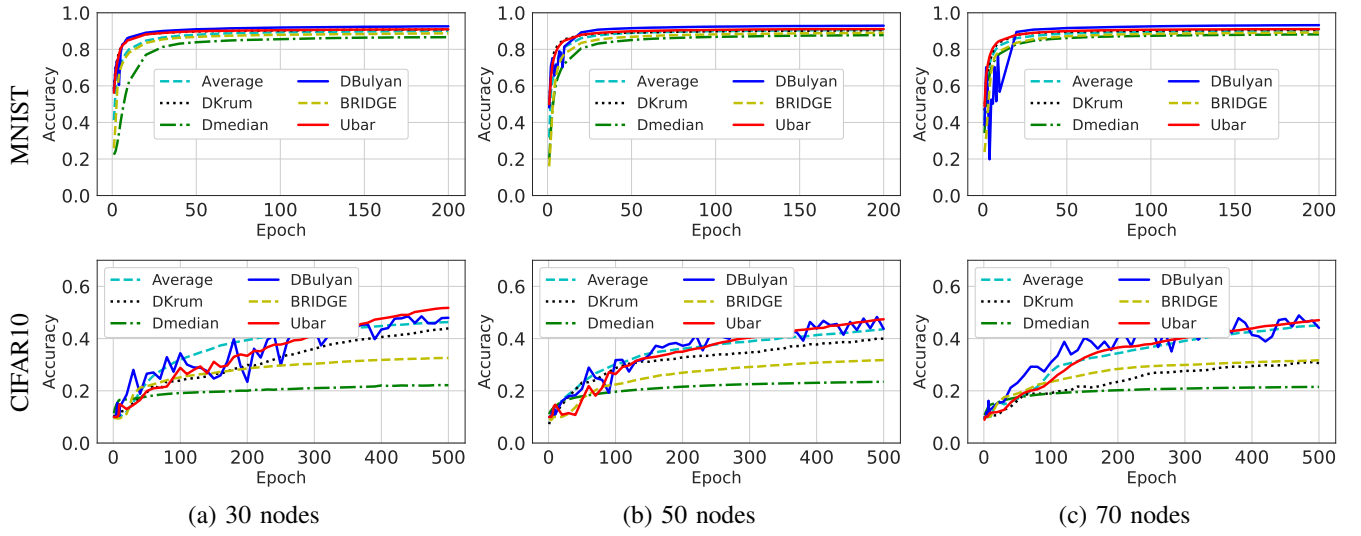 MNIST
Accuracy
1.0
0.8
0.6
0.4
0.2
0.0
Average
DKrum
Dmedian
DBulyan
BRIDGE
Ubar
0 50 100 150 200
Epoch
Accuracy
1.0
0.8
0.6
0.4
0.2
0.0
Average
DKrum
Dmedian
DBulyan
BRIDGE
Ubar
0 50 100 150 200
Epoch
Accuracy
1.0
0.8
0.6
0.4
0.2
0.0
Average
DKrum
Dmedian
DBulyan
BRIDGE
Ubar
0 50 100 150 200
Epoch
CIFAR10
Accuracy
0.6
0.4
0.2
0.0
Average
DKrum
Dmedian
DBulyan
BRIDGE
Ubar
0 100 200 300 400 500
Epoch
Accuracy
0.6
0.4
0.2
0.0
Average
DKrum
Dmedian
DBulyan
BRIDGE
Ubar
0 100 200 300 400 500
Epoch
Accuracy
0.6
0.4
0.2
0.0
Average
DKrum
Dmedian
DBulyan
BRIDGE
Ubar
0 100 200 300 400 500
Epoch
(a) 30 nodes
(b) 50 nodes
(c) 70 nodes